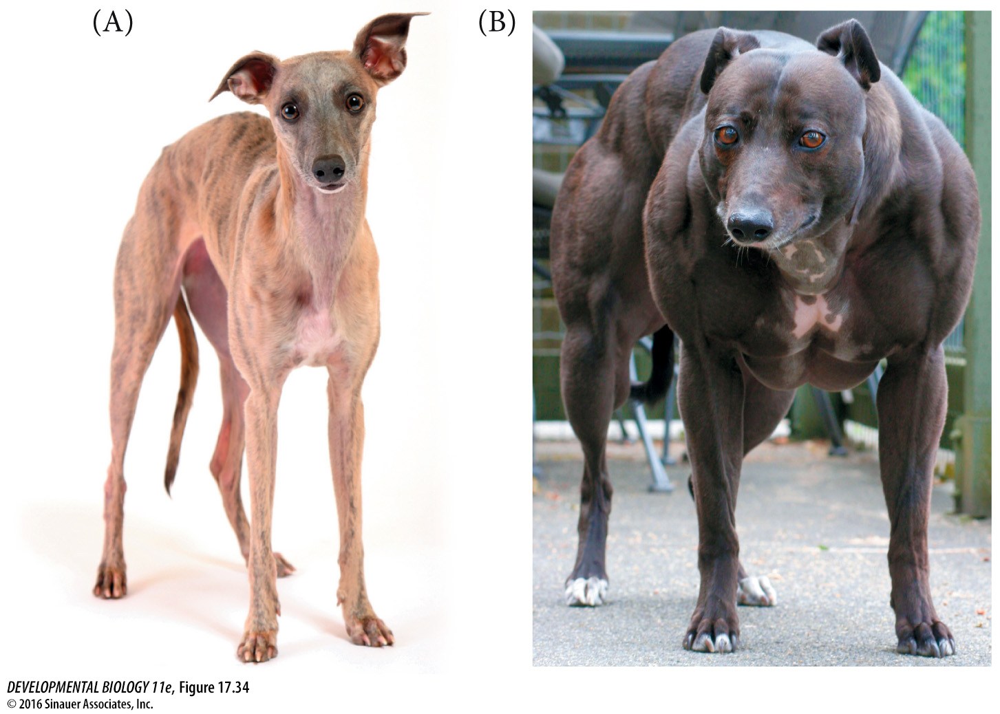 (A) (B)
DEVELOPMENTAL BIOLOGY 11e, Figure 17.34
© 2016 Sinauer Associates, Inc.